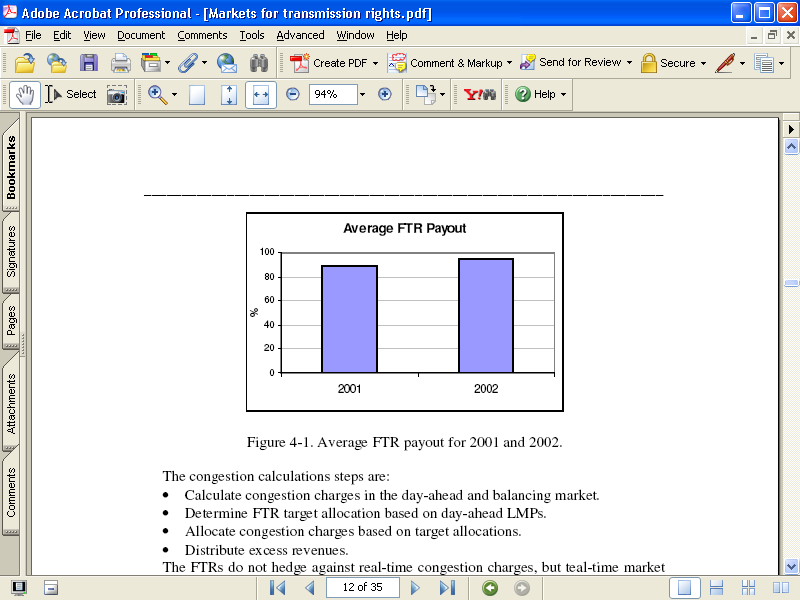 Adobe Acrobat Professional - [Markets for transmission rights.pdf]
File Edit View Document Comments Tools Advanced Window Help
Create PDF Comment & Markup Send for Review Secure
Select 94% Y! Help
Bookmarks
Signatures
Pages
Attachments
Comments
Average FTR Payout
100
80
60
40
20
0
%
2001 2002
Figure 4-1. Average FTR payout for 2001 and 2002.
The congestion calculations steps are:
• Calculate congestion charges in the day-ahead and balancing market.
• Determine FTR target allocation based on day-ahead LMPs.
• Allocate congestion charges based on target allocations.
• Distribute excess revenues.
The FTRs do not hedge against real-time congestion charges, but teal-time market
12 of 35